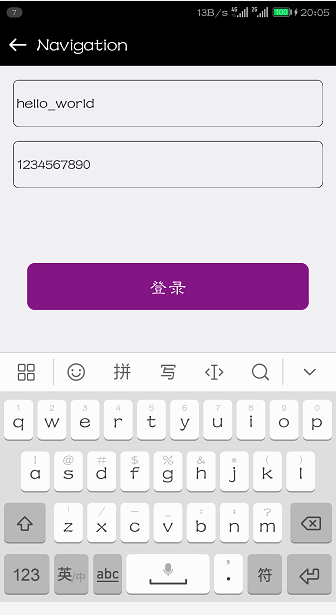 7 13B/s 4G 2G 100 20:05
Navigation
hello_world
1234567890
登录
拼 写
1 2 3 4 5 6 7 8 9 0
q w e r t y u i o p
a s d f g h j k l
z x c v b n m
123 英/中 abc 。 . 符